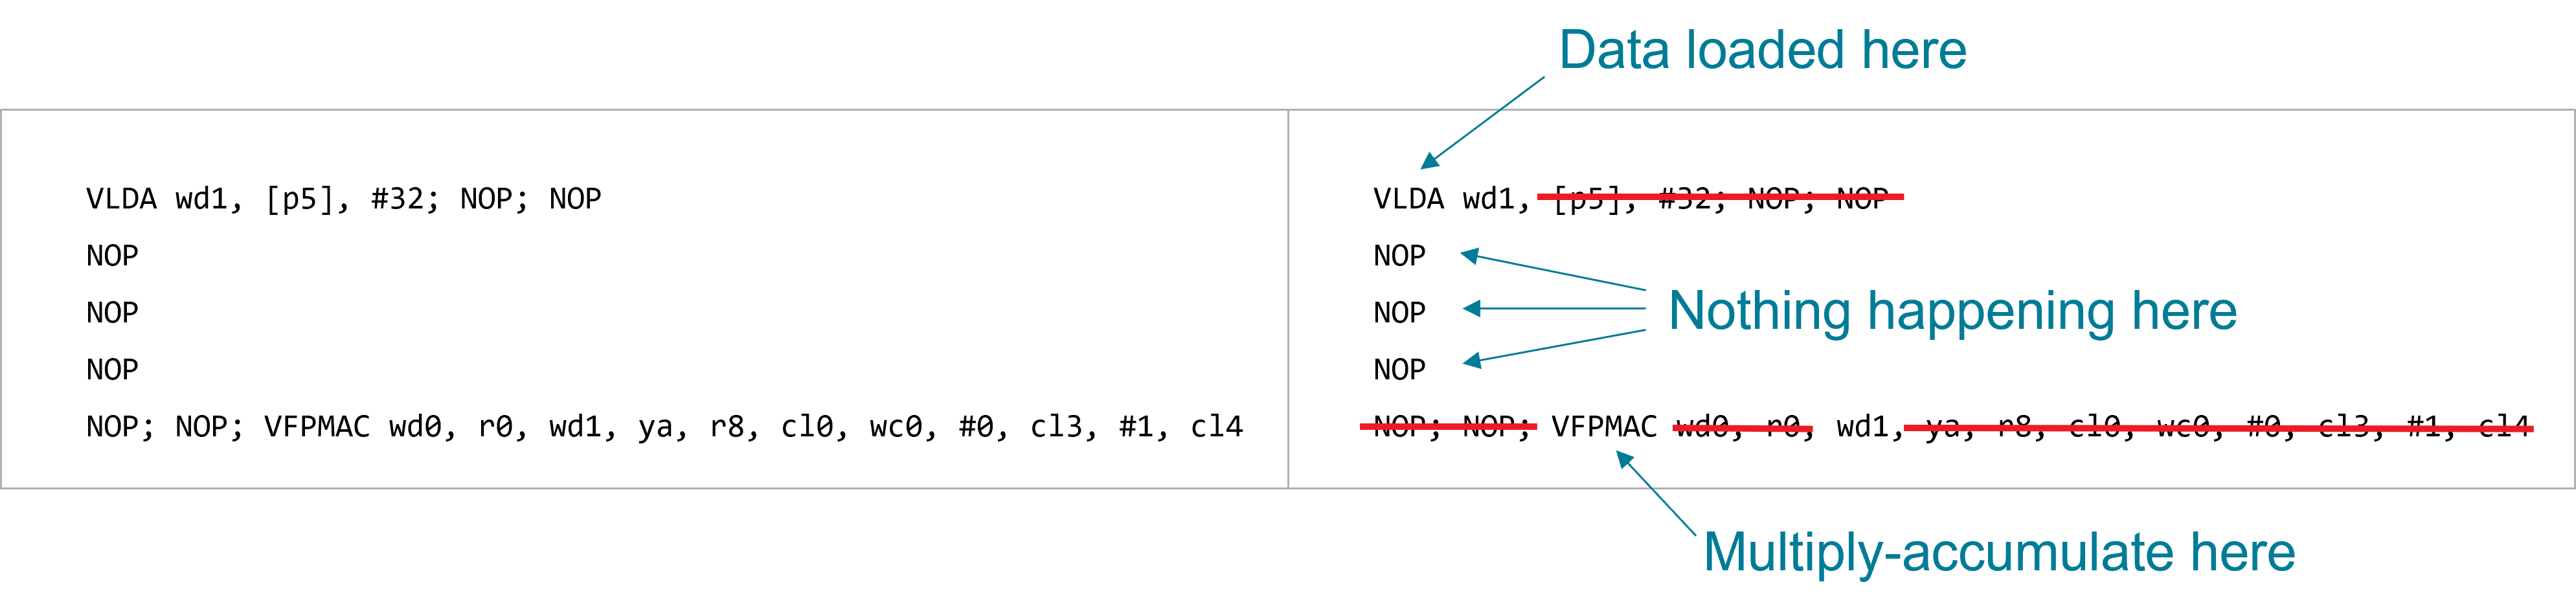 Data loaded here
VLDA wd1, [p5], #32; NOP; NOP
NOP
NOP
NOP
NOP; NOP; VFPMAC wd0, r0, wd1, ya, r8, cl0, wc0, #0, cl3, #1, cl4
VLDA wd1, [p5], #32; NOP; NOP
NOP
NOP
Nothing happening here
NOP
NOP; NOP; VFPMAC wd0, r0, wd1, ya, r8, cl0, wc0, #0, cl3, #1, cl4
Multiply-accumulate here